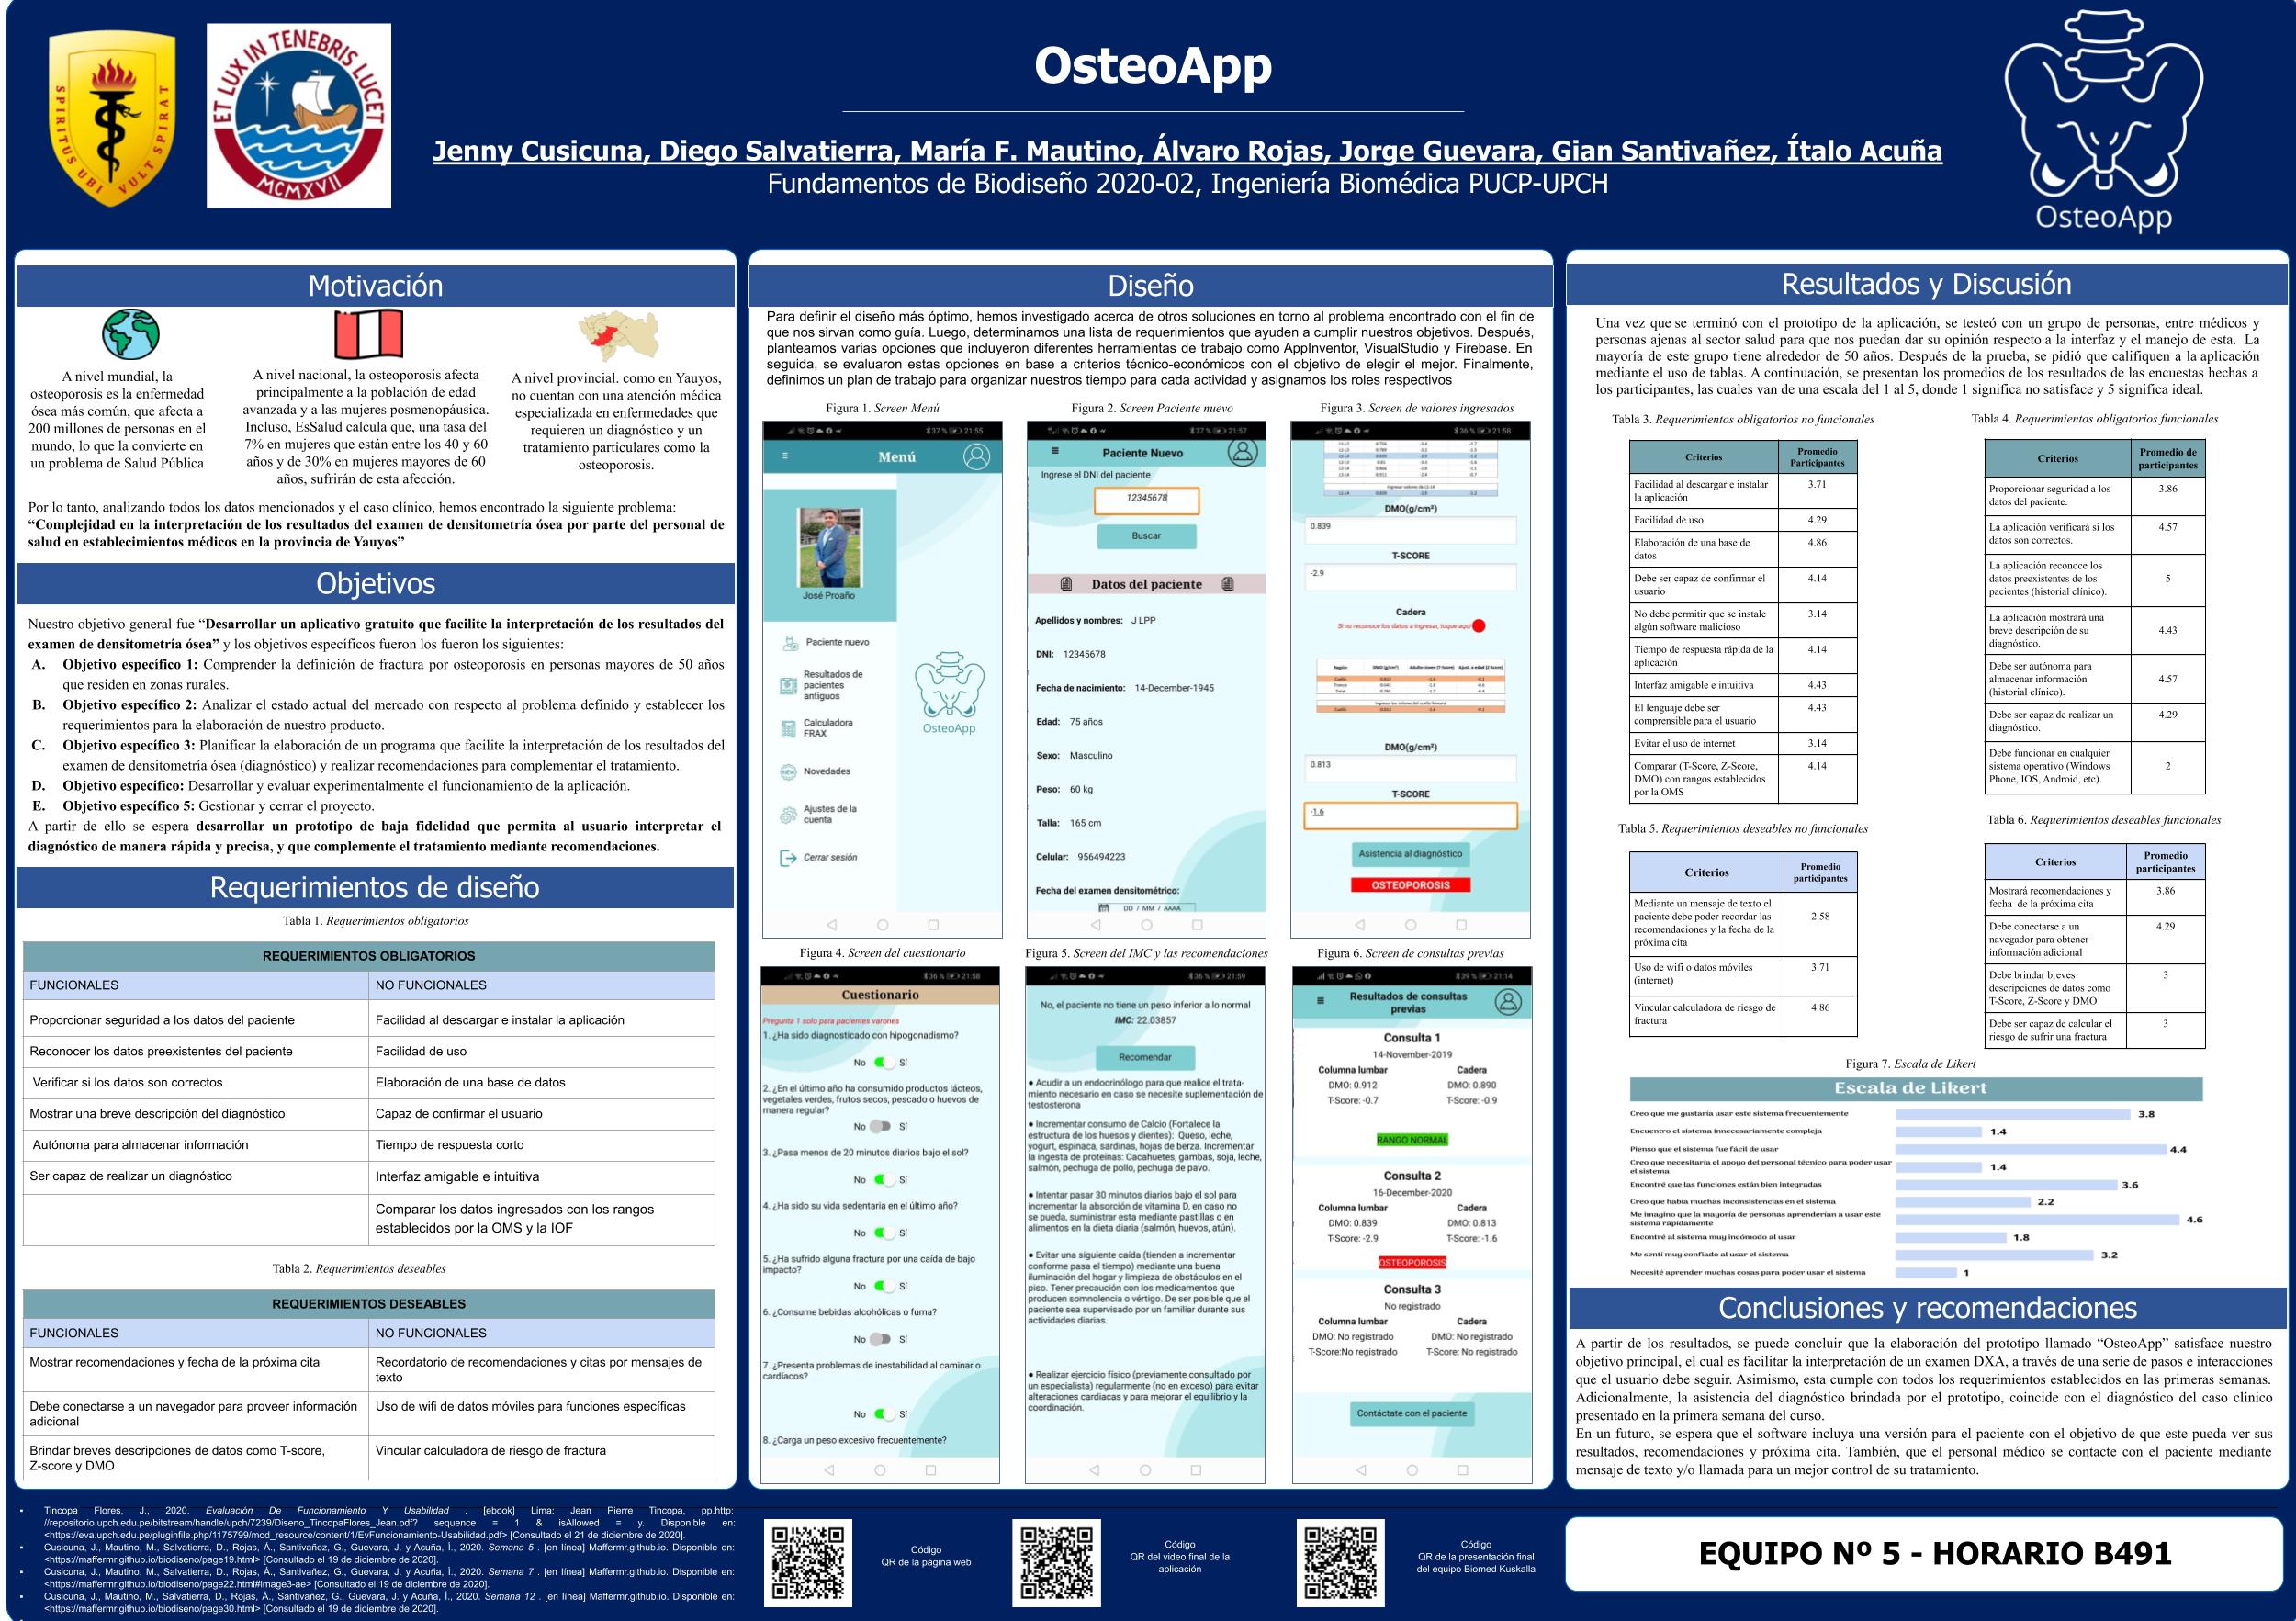 SPIRITUS UBI VULT SPIRAT
ET LUX IN TENEBRIS LUCET
MCMXVII
OsteoApp
Jenny Cusicuna, Diego Salvatierra, María F. Mautino, Álvaro Rojas, Jorge Guevara, Gian Santivañez, Ítalo Acuña
Fundamentos de Biodiseño 2020-02, Ingeniería Biomédica PUCP-UPCH
OsteoApp
Motivación
A nivel mundial, la
osteoporosis es la enfermedad
ósea más común, que afecta a
200 millones de personas en el
mundo, lo que la convierte en
un problema de Salud Pública
A nivel nacional, la osteoporosis afecta
principalmente a la población de edad
avanzada y a las mujeres posmenopáusica.
Incluso, EsSalud calcula que, una tasa del
7% en mujeres que están entre los 40 y 60
años y de 30% en mujeres mayores de 60
años, sufrirán de esta afección.
A nivel provincial. como en Yauyos,
no cuentan con una atención médica
especializada en enfermedades que
requieren un diagnóstico y un
tratamiento particulares como la
osteoporosis.
Por lo tanto, analizando todos los datos mencionados y el caso clínico, hemos encontrado la siguiente problema:
“Complejidad en la interpretación de los resultados del examen de densitometría ósea por parte del personal de
salud en establecimientos médicos en la provincia de Yauyos”
Objetivos
Nuestro objetivo general fue “Desarrollar un aplicativo gratuito que facilite la interpretación de los resultados del
examen de densitometría ósea” y los objetivos específicos fueron los fueron los siguientes:
A. Objetivo específico 1: Comprender la definición de fractura por osteoporosis en personas mayores de 50 años
que residen en zonas rurales.
B. Objetivo específico 2: Analizar el estado actual del mercado con respecto al problema definido y establecer los
requerimientos para la elaboración de nuestro producto.
C. Objetivo específico 3: Planificar la elaboración de un programa que facilite la interpretación de los resultados del
examen de densitometría ósea (diagnóstico) y realizar recomendaciones para complementar el tratamiento.
D. Objetivo específico: Desarrollar y evaluar experimentalmente el funcionamiento de la aplicación.
E. Objetivo específico 5: Gestionar y cerrar el proyecto.
A partir de ello se espera desarrollar un prototipo de baja fidelidad que permita al usuario interpretar el
diagnóstico de manera rápida y precisa, y que complemente el tratamiento mediante recomendaciones.
Requerimientos de diseño
Tabla 1. Requerimientos obligatorios
REQUERIMIENTOS OBLIGATORIOS
FUNCIONALES NO FUNCIONALES
Proporcionar seguridad a los datos del paciente Facilidad al descargar e instalar la aplicación
Reconocer los datos preexistentes del paciente Facilidad de uso
Verificar si los datos son correctos Elaboración de una base de datos
Mostrar una breve descripción del diagnóstico Capaz de confirmar el usuario
Autónoma para almacenar información Tiempo de respuesta corto
Ser capaz de realizar un diagnóstico Interfaz amigable e intuitiva
Comparar los datos ingresados con los rangos
establecidos por la OMS y la IOF
Tabla 2. Requerimientos deseables
REQUERIMIENTOS DESEABLES
FUNCIONALES NO FUNCIONALES
Mostrar recomendaciones y fecha de la próxima cita
Recordatorio de recomendaciones y citas por mensajes de
texto
Debe conectarse a un navegador para proveer información
adicional
Uso de wifi de datos móviles para funciones específicas
Brindar breves descripciones de datos como T-score,
Z-score y DMO
Vincular calculadora de riesgo de fractura
Diseño
Para definir el diseño más óptimo, hemos investigado acerca de otros soluciones en torno al problema encontrado con el fin de
que nos sirvan como guía. Luego, determinamos una lista de requerimientos que ayuden a cumplir nuestros objetivos. Después,
planteamos varias opciones que incluyeron diferentes herramientas de trabajo como AppInventor, VisualStudio y Firebase. En
seguida, se evaluaron estas opciones en base a criterios técnico-económicos con el objetivo de elegir el mejor. Finalmente,
definimos un plan de trabajo para organizar nuestros tiempo para cada actividad y asignamos los roles respectivos
Figura 1. Screen Menú
37 % 21:55
Menú
José Proaño
Paciente nuevo
Resultados de
pacientes
antiguos
Calculadora
FRAX
Novedades
Ajustes de la
cuenta
Cerrar sesión
OsteoApp
Figura 2. Screen Paciente nuevo
37 % 21:57
Paciente Nuevo
Ingrese el DNI del paciente
12345678
Buscar
Datos del paciente
Apellidos y nombres: J LPP
DNI: 12345678
Fecha de nacimiento: 14-December-1945
Edad: 75 años
Sexo: Masculino
Peso: 60 kg
Talla: 165 cm
Celular: 956494223
Fecha del examen densitométrico:
DD / MM / AAAA
Figura 3. Screen de valores ingresados
36 % 21:58
DMO(g/cm²)
0.839
T-SCORE
-2.9
Cadera
Si no reconoce los datos a ingresar, toque aquí
DMO(g/cm²)
0.813
T-SCORE
-1.6
Asistencia al diagnóstico
OSTEOPOROSIS
Figura 4. Screen del cuestionario
36 % 21:58
Cuestionario
Pregunta 1 solo para pacientes varones
1. ¿Ha sido diagnosticado con hipogonadismo?
No Sí
2. ¿En el último año ha consumido productos lácteos,
vegetales verdes, frutos secos, pescado o huevos de
manera regular?
No Sí
3. ¿Pasa menos de 20 minutos diarios bajo el sol?
No Sí
4. ¿Ha sido su vida sedentaria en el último año?
No Sí
5. ¿Ha sufrido alguna fractura por una caída de bajo
impacto?
No Sí
6. ¿Consume bebidas alcohólicas o fuma?
No Sí
7. ¿Presenta problemas de inestabilidad al caminar o
cardíacos?
No Sí
8. ¿Carga un peso excesivo frecuentemente?
Figura 5. Screen del IMC y las recomendaciones
36 % 21:59
No, el paciente no tiene un peso inferior a lo normal
IMC: 22.03857
Recomendar
● Acudir a un endocrinólogo para que realice el trata-
miento necesario en caso se necesite suplementación de
testosterona
● Incrementar consumo de Calcio (Fortalece la
estructura de los huesos y dientes): Queso, leche,
yogurt, espinaca, sardinas, hojas de berza. Incrementar
la ingesta de proteínas: Cacahuetes, gambas, soja, leche,
salmón, pechuga de pollo, pechuga de pavo.
● Intentar pasar 30 minutos diarios bajo el sol para
incrementar la absorción de vitamina D, en caso no
se pueda, suministrar esta mediante pastillas o en
alimentos en la dieta diaria (salmón, huevos, atún).
● Evitar una siguiente caída (tienden a incrementar
conforme pasa el tiempo) mediante una buena
iluminación del hogar y limpieza de obstáculos en el
piso. Tener precaución con los medicamentos que
producen somnolencia o vértigo. De ser posible que el
paciente sea supervisado por un familiar durante sus
actividades diarias.
● Realizar ejercicio físico (previamente consultado por
un especialista) regularmente (no en exceso) para evitar
alteraciones cardiacas y para mejorar el equilibrio y la
coordinación.
Figura 6. Screen de consultas previas
39 % 21:14
Resultados de consultas
previas
Consulta 1
14-November-2019
Columna lumbar Cadera
DMO: 0.912 DMO: 0.890
T-Score: -0.7 T-Score: -0.9
RANGO NORMAL
Consulta 2
16-December-2020
Columna lumbar Cadera
DMO: 0.839 DMO: 0.813
T-Score: -2.9 T-Score: -1.6
OSTEOPOROSIS
Consulta 3
No registrado
Columna lumbar Cadera
DMO: No registrado DMO: No registrado
T-Score:No registrado T-Score: No registrado
Contáctate con el paciente
Resultados y Discusión
Una vez que se terminó con el prototipo de la aplicación, se testeó con un grupo de personas, entre médicos y
personas ajenas al sector salud para que nos puedan dar su opinión respecto a la interfaz y el manejo de esta. La
mayoría de este grupo tiene alrededor de 50 años. Después de la prueba, se pidió que califiquen a la aplicación
mediante el uso de tablas. A continuación, se presentan los promedios de los resultados de las encuestas hechas a
los participantes, las cuales van de una escala del 1 al 5, donde 1 significa no satisface y 5 significa ideal.
Tabla 3. Requerimientos obligatorios no funcionales
Criterios
Promedio
Participantes
Facilidad al descargar e instalar
la aplicación
3.71
Facilidad de uso 4.29
Elaboración de una base de
datos
4.86
Debe ser capaz de confirmar el
usuario
4.14
No debe permitir que se instale
algún software malicioso
3.14
Tiempo de respuesta rápida de la
aplicación
4.14
Interfaz amigable e intuitiva 4.43
El lenguaje debe ser
comprensible para el usuario
4.43
Evitar el uso de internet 3.14
Comparar (T-Score, Z-Score,
DMO) con rangos establecidos
por la OMS
4.14
Tabla 4. Requerimientos obligatorios funcionales
Criterios
Promedio de
participantes
Proporcionar seguridad a los
datos del paciente.
3.86
La aplicación verificará si los
datos son correctos.
4.57
La aplicación reconoce los
datos preexistentes de los
pacientes (historial clínico).
5
La aplicación mostrará una
breve descripción de su
diagnóstico.
4.43
Debe ser autónoma para
almacenar información
(historial clínico).
4.57
Debe ser capaz de realizar un
diagnóstico.
4.29
Debe funcionar en cualquier
sistema operativo (Windows
Phone, IOS, Android, etc).
2
Tabla 5. Requerimientos deseables no funcionales
Criterios
Promedio
participantes
Mediante un mensaje de texto el
paciente debe poder recordar las
recomendaciones y la fecha de la
próxima cita
2.58
Uso de wifi o datos móviles
(internet)
3.71
Vincular calculadora de riesgo de
fractura
4.86
Tabla 6. Requerimientos deseables funcionales
Criterios
Promedio
participantes
Mostrará recomendaciones y
fecha de la próxima cita
3.86
Debe conectarse a un
navegador para obtener
información adicional
4.29
Debe brindar breves
descripciones de datos como
T-Score, Z-Score y DMO
3
Debe ser capaz de calcular el
riesgo de sufrir una fractura
3
Figura 7. Escala de Likert
Escala de Likert
Creo que me gustaría usar este sistema frecuentemente 3.8
Encuentro el sistema innecesariamente compleja 1.4
Pienso que el sistema fue fácil de usar 4.4
Creo que necesitaría el apoyo del personal técnico para poder usar
el sistema
1.4
Encontré que las funciones están bien integradas 3.6
Creo que había muchas inconsistencias en el sistema 2.2
Me imagino que la mayoría de personas aprenderían a usar este
sistema rápidamente
4.6
Encontré al sistema muy incómodo al usar 1.8
Me sentí muy confiado al usar el sistema 3.2
Necesité aprender muchas cosas para poder usar el sistema 1
Conclusiones y recomendaciones
A partir de los resultados, se puede concluir que la elaboración del prototipo llamado “OsteoApp” satisface nuestro
objetivo principal, el cual es facilitar la interpretación de un examen DXA, a través de una serie de pasos e interacciones
que el usuario debe seguir. Asimismo, esta cumple con todos los requerimientos establecidos en las primeras semanas.
Adicionalmente, la asistencia del diagnóstico brindada por el prototipo, coincide con el diagnóstico del caso clínico
presentado en la primera semana del curso.
En un futuro, se espera que el software incluya una versión para el paciente con el objetivo de que este pueda ver sus
resultados, recomendaciones y próxima cita. También, que el personal médico se contacte con el paciente mediante
mensaje de texto y/o llamada para un mejor control de su tratamiento.
• Tincopa Flores, J., 2020. Evaluación De Funcionamiento Y Usabilidad . [ebook] Lima: Jean Pierre Tincopa, pp.http:
//repositorio.upch.edu.pe/bitstream/handle/upch/7239/Diseno_TincopaFlores_Jean.pdf? sequence = 1 & isAllowed = y. Disponible en:
<https://eva.upch.edu.pe/pluginfile.php/1175799/mod_resource/content/1/EvFuncionamiento-Usabilidad.pdf> [Consultado el 21 de diciembre de 2020].
• Cusicuna, J., Mautino, M., Salvatierra, D., Rojas, Á., Santivañez, G., Guevara, J. y Acuña, Í., 2020. Semana 5 . [en línea] Maffermr.github.io. Disponible en:
<https://maffermr.github.io/biodiseno/page19.html> [Consultado el 19 de diciembre de 2020].
• Cusicuna, J., Mautino, M., Salvatierra, D., Rojas, Á., Santivañez, G., Guevara, J. y Acuña, Í., 2020. Semana 7 . [en línea] Maffermr.github.io. Disponible en:
<https://maffermr.github.io/biodiseno/page22.html#image3-ae> [Consultado el 19 de diciembre de 2020].
• Cusicuna, J., Mautino, M., Salvatierra, D., Rojas, Á., Santivañez, G., Guevara, J. y Acuña, Í., 2020. Semana 12 . [en línea] Maffermr.github.io. Disponible en:
<https://maffermr.github.io/biodiseno/page30.html> [Consultado el 19 de diciembre de 2020].
Código
QR de la página web
Código
QR del video final de la
aplicación
Código
QR de la presentación final
del equipo Biomed Kuskalla
EQUIPO Nº 5 - HORARIO B491